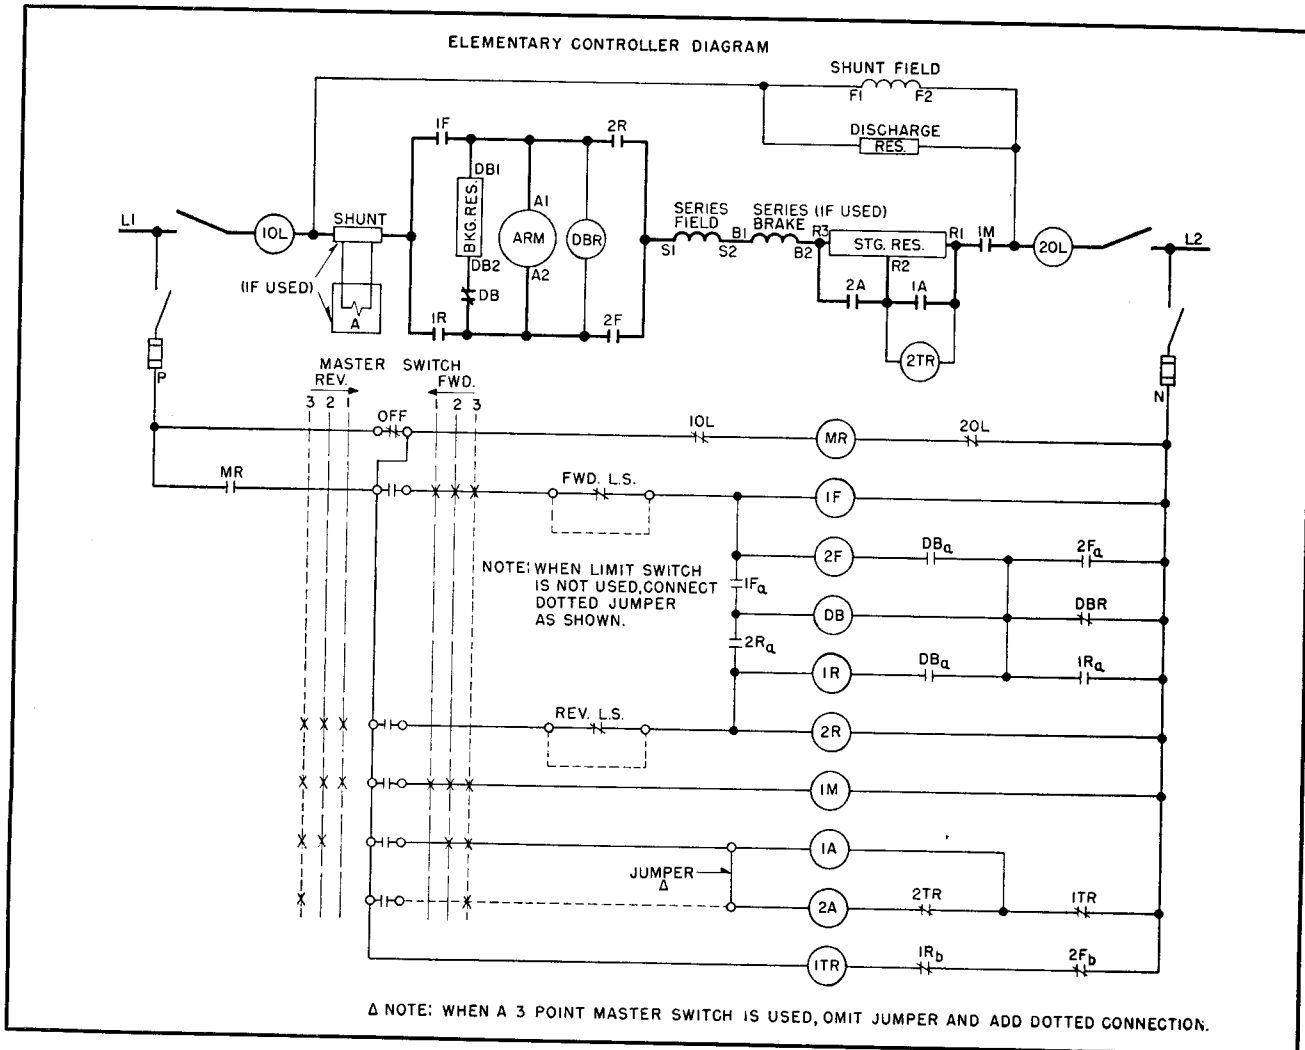 ELEMENTARY CONTROLLER DIAGRAM
SHUNT FIELD
F1 F2
1F
2R
DISCHARGE
RES.
DB1
L1
10L
SHUNT
BKG. RES.
A1
ARM
A2
DBR
SERIES
FIELD
SERIES (IF USED)
BRAKE
S1 S2 B1 B2
R3
STG. RES.
R1
R2
1M
20L
L2
(IF USED)
A
DB2
DB
1R
2F
2A
1A
2TR
P
N
MASTER SWITCH
REV. FWD.
3 2 1 1 2 3
OFF
10L
MR
20L
MR
FWD. L.S.
1F
NOTE: WHEN LIMIT SWITCH
IS NOT USED, CONNECT
DOTTED JUMPER
AS SHOWN.
2F
DBa
2Fa
1Fa
DB
DBR
2Ra
1R
DBa
1Ra
REV. L.S.
2R
1M
1A
JUMPER
Δ
2A
2TR
1TR
1TR
1Rb
2Fb
Δ NOTE: WHEN A 3 POINT MASTER SWITCH IS USED, OMIT JUMPER AND ADD DOTTED CONNECTION.